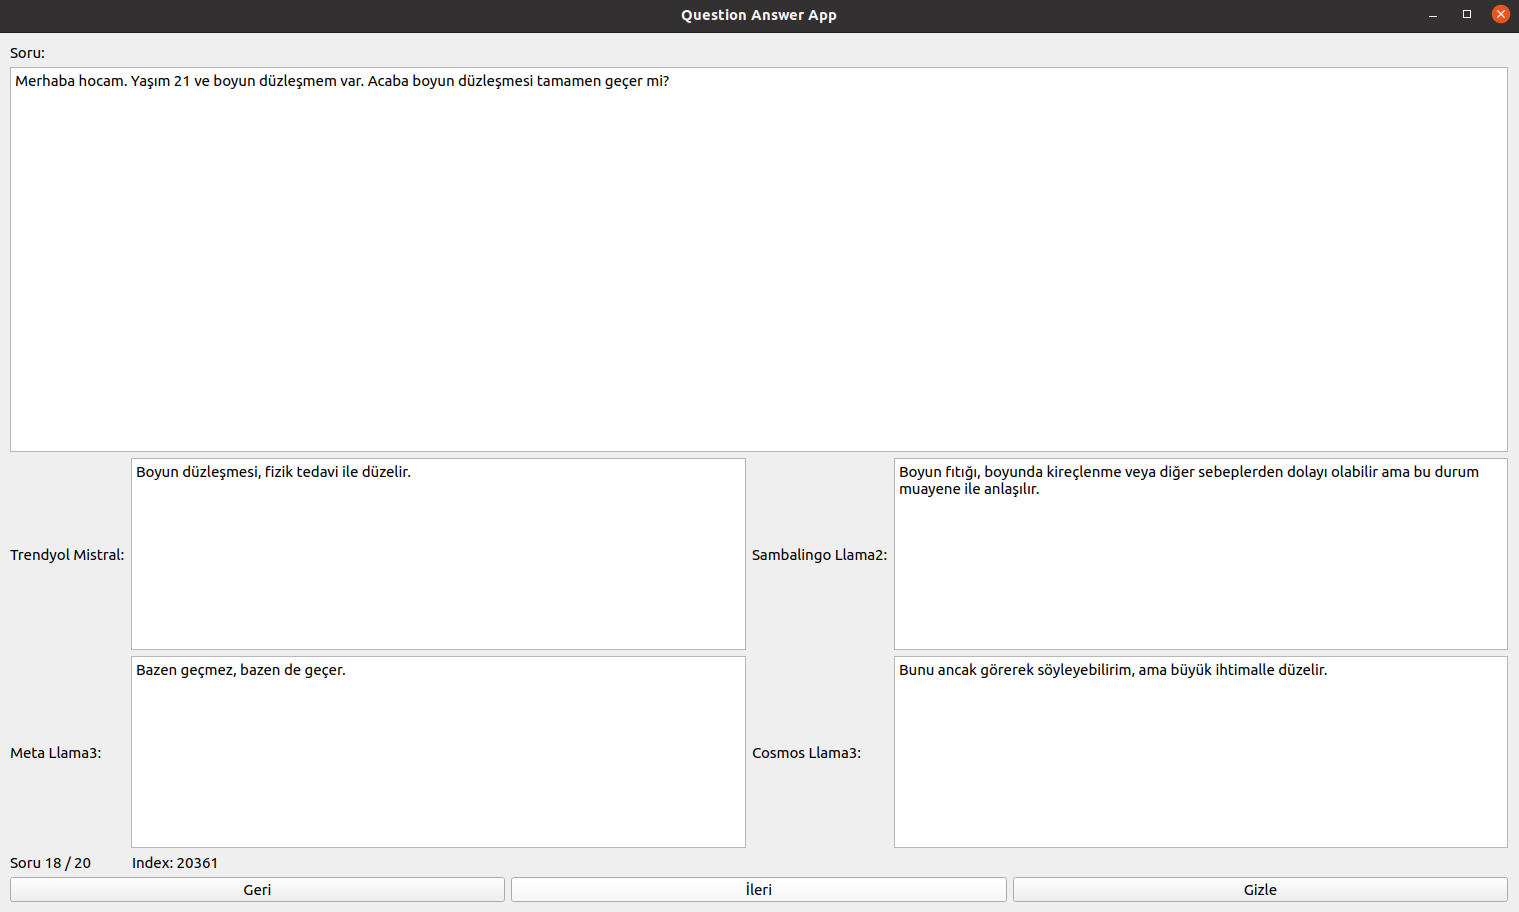 Question Answer App
Soru:
Merhaba hocam. Yaşım 21 ve boyun düzleşmem var. Acaba boyun düzleşmesi tamamen geçer mi?
Trendyol Mistral:
Boyun düzleşmesi, fizik tedavi ile düzelir.
Sambalingo Llama2:
Boyun fıtığı, boyunda kireçlenme veya diğer sebeplerden dolayı olabilir ama bu durum
muayene ile anlaşılır.
Meta Llama3:
Bazen geçmez, bazen de geçer.
Cosmos Llama3:
Bunu ancak görerek söyleyebilirim, ama büyük ihtimalle düzelir.
Soru 18 / 20
Index: 20361
Geri
İleri
Gizle